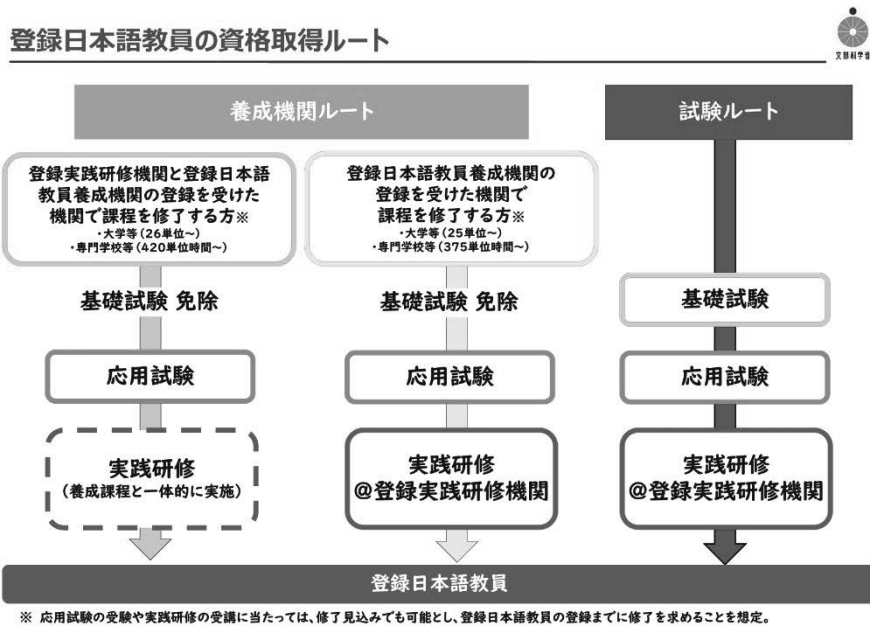 登録日本語教員の資格取得ルート
文部科学省
養成機関ルート
試験ルート
登録実践研修機関と登録日本語
教員養成機関の登録を受けた
機関で課程を修了する方※
・大学等(26単位～)
・専門学校等(420単位時間～)
登録日本語教員養成機関の
登録を受けた機関で
課程を修了する方※
・大学等(25単位～)
・専門学校等(375単位時間～)
基礎試験 免除
基礎試験 免除
基礎試験
応用試験
応用試験
応用試験
実践研修
(養成課程と一体的に実施)
実践研修
@登録実践研修機関
実践研修
@登録実践研修機関
登録日本語教員
※ 応用試験の受験や実践研修の受講に当たっては、修了見込みでも可能とし、登録日本語教員の登録までに修了を求めることを想定。